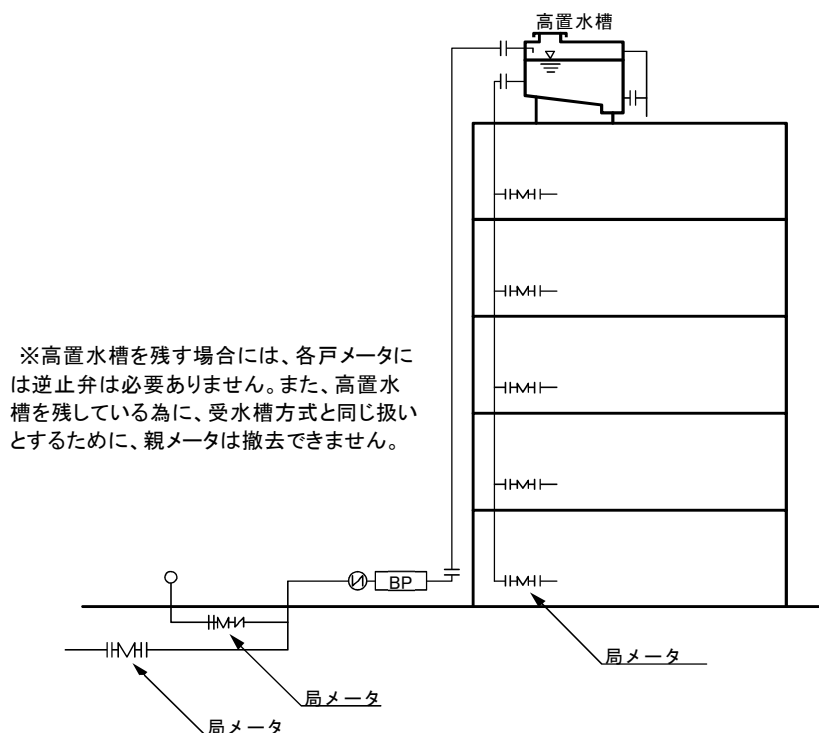 高置水槽
※高置水槽を残す場合には、各戸メータに
は逆止弁は必要ありません。また、高置水
槽を残している為に、受水槽方式と同じ扱い
とするために、親メータは撤去できません。
BP
局メータ
局メータ
局メータ